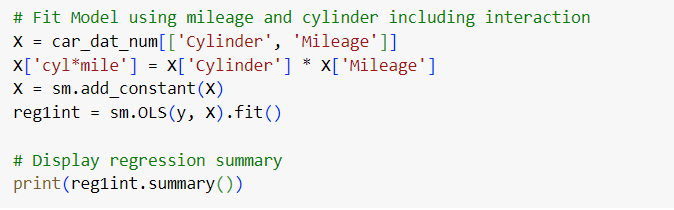 # Fit Model using mileage and cylinder including interaction
X = car_dat_num[['Cylinder', 'Mileage']]
X['cyl*mile'] = X['Cylinder'] * X['Mileage']
X = sm.add_constant(X)
reg1int = sm.OLS(y, X).fit()
# Display regression summary
print(reg1int.summary())